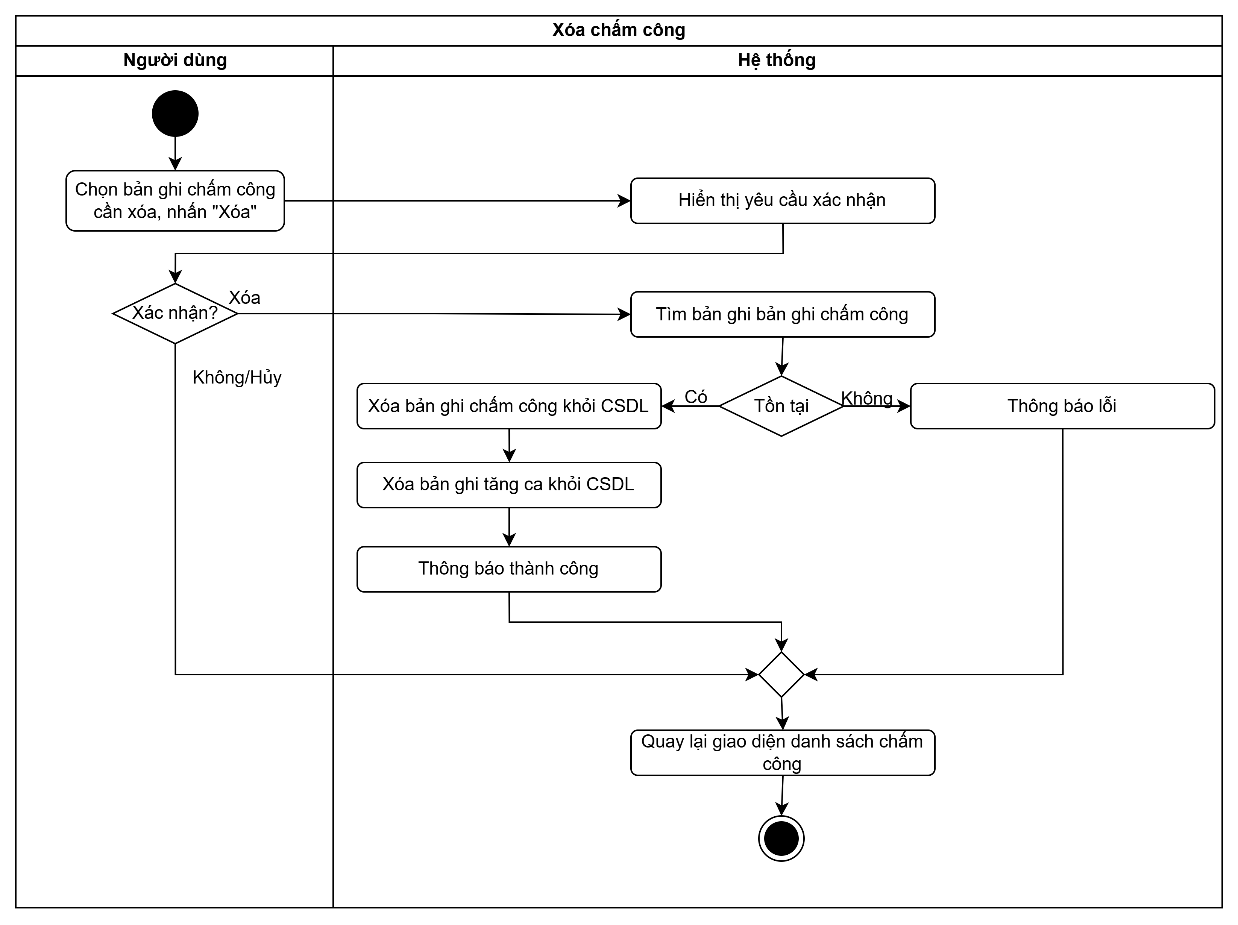 Xóa chấm công
Người dùng
Hệ thống
Chọn bản ghi chấm công
cần xóa, nhấn "Xóa"
Hiển thị yêu cầu xác nhận
Xác nhận?
Xóa
Tìm bản ghi bản ghi chấm công
Không/Hủy
Xóa bản ghi chấm công khỏi CSDL
Có
Tồn tại
Không
Thông báo lỗi
Xóa bản ghi tăng ca khỏi CSDL
Thông báo thành công
Quay lại giao diện danh sách chấm
công